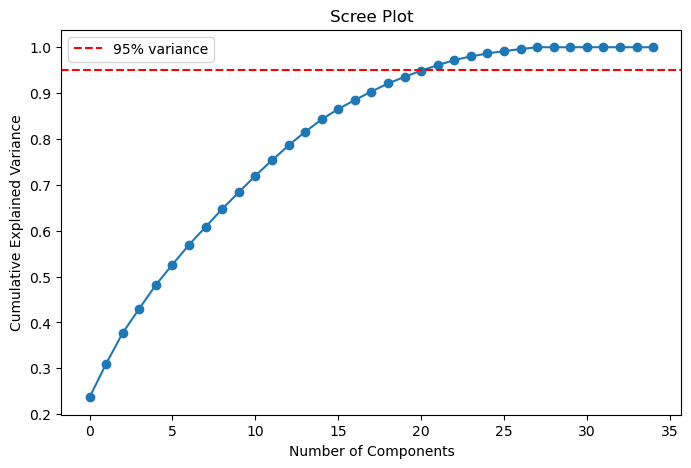 Scree Plot
95% variance
Cumulative Explained Variance
1.0
0.9
0.8
0.7
0.6
0.5
0.4
0.3
0.2
0 5 10 15 20 25 30 35
Number of Components